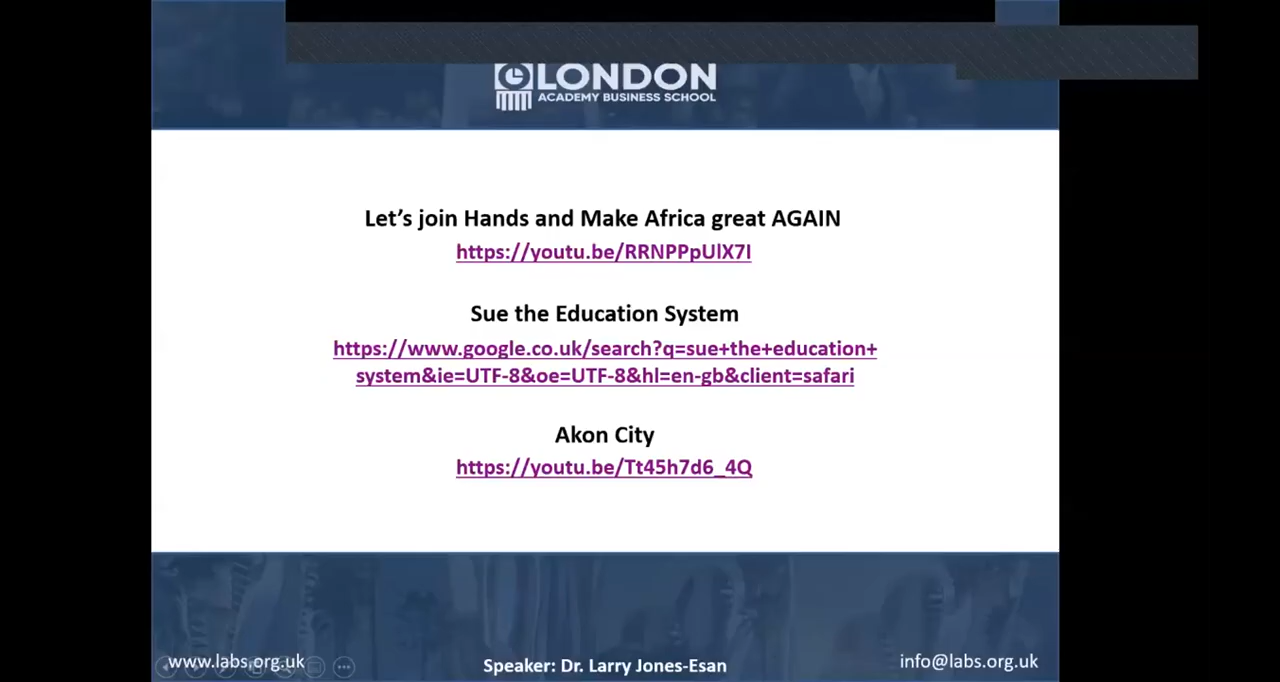 LONDON
ACADEMY BUSINESS SCHOOL
Let's join Hands and Make Africa great AGAIN
https://youtu.be/RRNPPpUlX7I
Sue the Education System
https://www.google.co.uk/search?q=sue+the+education+
system&ie=UTF-8&oe=UTF-8&hl=en-gb&client=safari
Akon City
https://youtu.be/Tt45h7d6_4Q
www.labs.org.uk
Speaker: Dr. Larry Jones-Esan
info@labs.org.uk